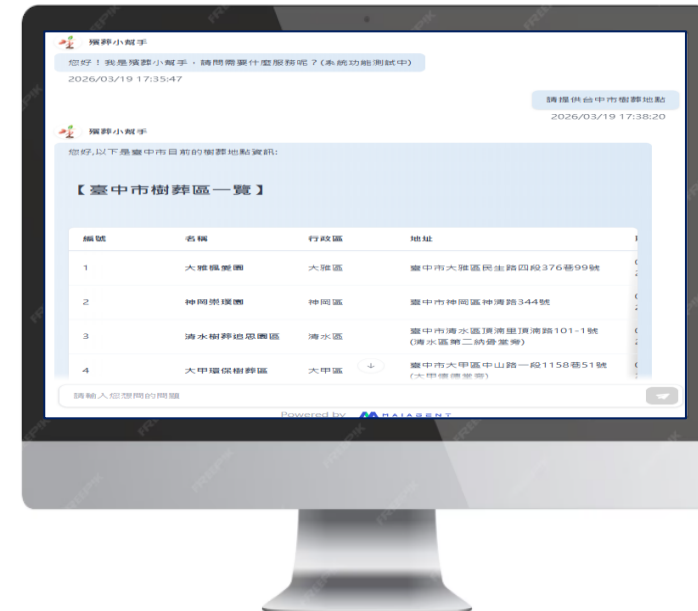 殯葬小幫手
您好！我是殯葬小幫手，請問需要什麼服務呢？(系統功能測試中)
2026/03/19 17:35:47
請提供台中市樹葬地點
2026/03/19 17:38:20
殯葬小幫手
您好,以下是臺中市目前的樹葬地點資訊:
【臺中市樹葬區一覽】
編號 名稱 行政區 地址
1 大雅楓愛園 大雅區 臺中市大雅區民生路四段376巷99號
2 神岡崇璞園 神岡區 臺中市神岡區神清路344號
3 清水樹葬追思園區 清水區 臺中市清水區頂湳里頂湳路101-1號
(清水區第二納骨堂旁)
4 大甲環保樹葬區 大甲區 臺中市大甲區中山路一段1158巷51號
請輸入您想問的問題
Powered by MAIAGENT